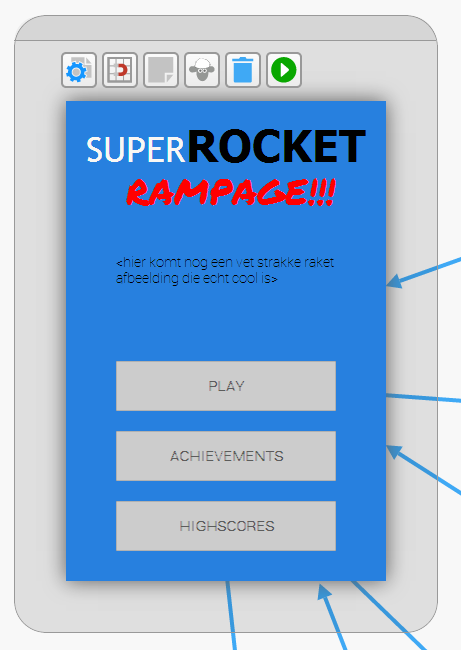 SUPERROCKET
RAMPAGE!!!
<hier komt nog een vet strakke raket
afbeelding die echt cool is>
PLAY
ACHIEVEMENTS
HIGHSCORES